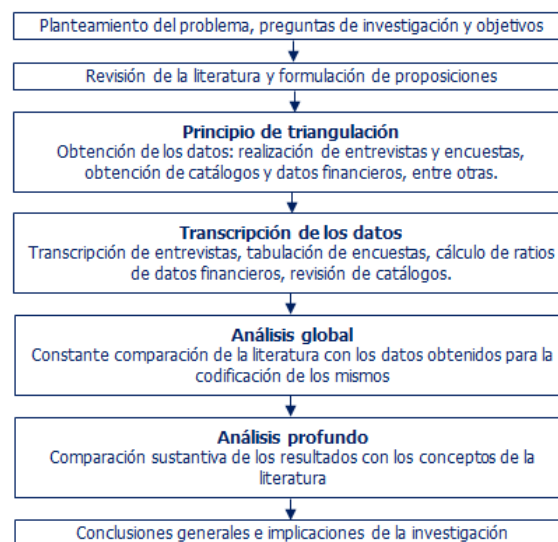 Planteamiento del problema, preguntas de investigación y objetivos
Revisión de la literatura y formulación de proposiciones
Principio de triangulación
Obtención de los datos: realización de entrevistas y encuestas,
obtención de catálogos y datos financieros, entre otras.
Transcripción de los datos
Transcripción de entrevistas, tabulación de encuestas, cálculo de ratios
de datos financieros, revisión de catálogos.
Análisis global
Constante comparación de la literatura con los datos obtenidos para la
codificación de los mismos
Análisis profundo
Comparación sustantiva de los resultados con los conceptos de la
literatura
Conclusiones generales e implicaciones de la investigación